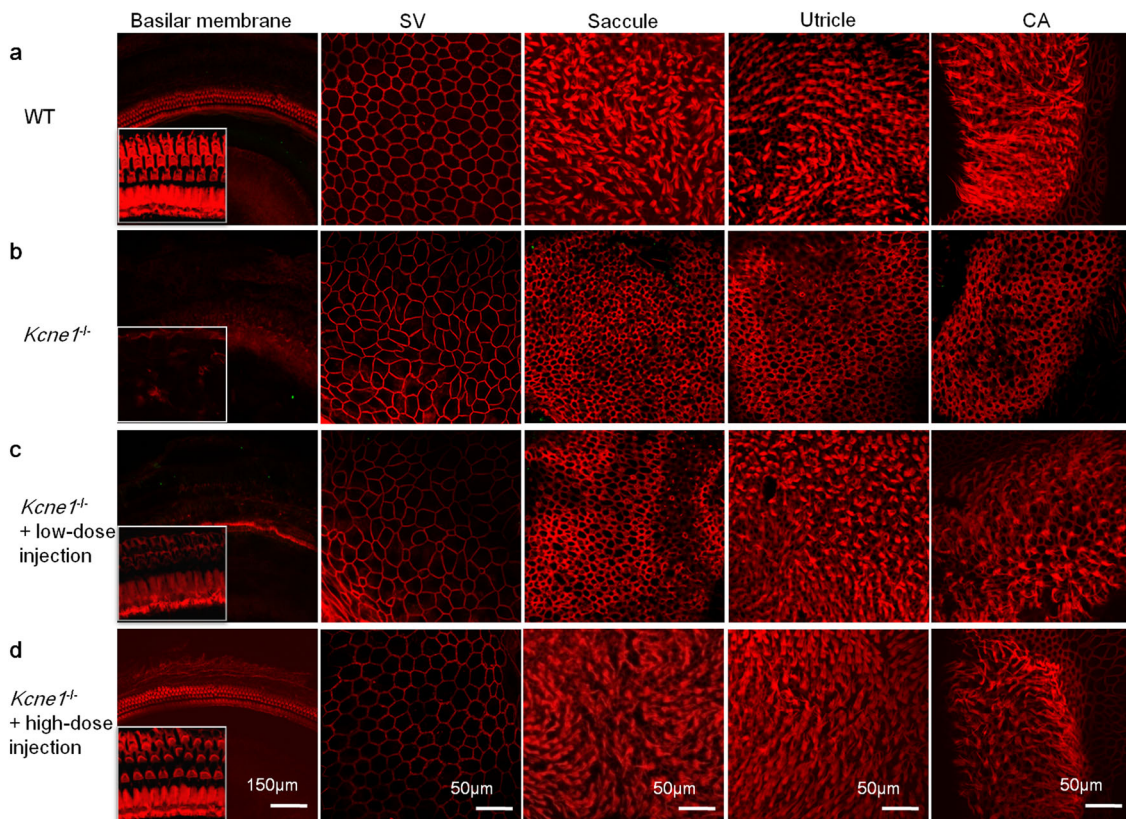 Basilar membrane SV Saccule Utricle CA
a
WT
b
Kcne1-/-
c
Kcne1-/-
+ low-dose
injection
d
Kcne1-/-
+ high-dose
injection
150µm 50µm 50µm 50µm 50µm